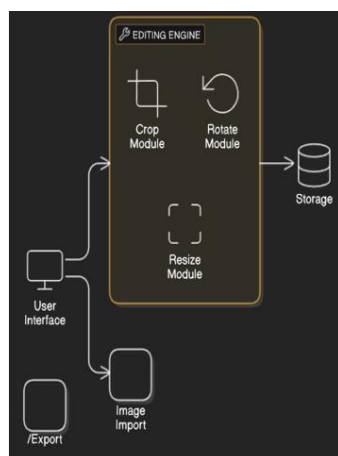 EDITING ENGINE
Crop
Module
Rotate
Module
Storage
Resize
Module
User
Interface
Image
Import
/Export